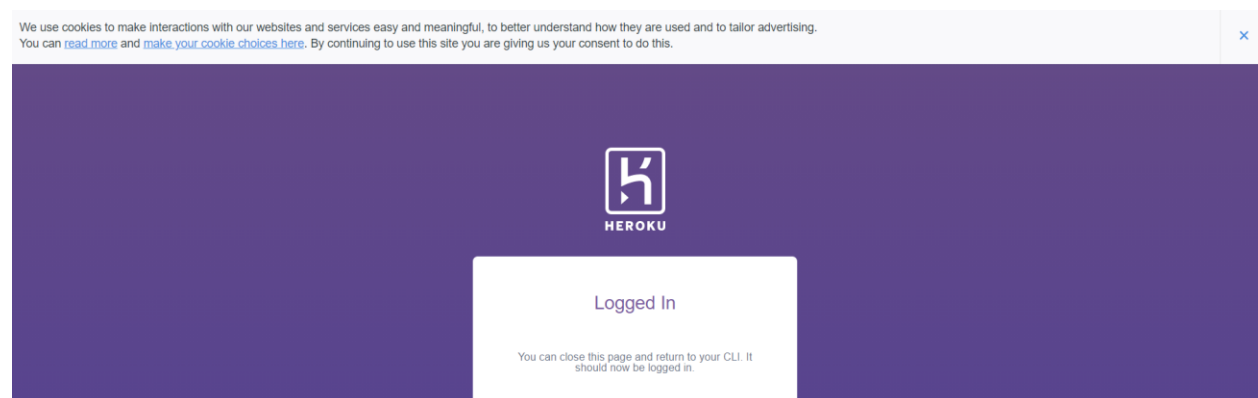 We use cookies to make interactions with our websites and services easy and meaningful, to better understand how they are used and to tailor advertising.
You can read more and make your cookie choices here. By continuing to use this site you are giving us your consent to do this.
HEROKU
Logged In
You can close this page and return to your CLI. It
should now be logged in.